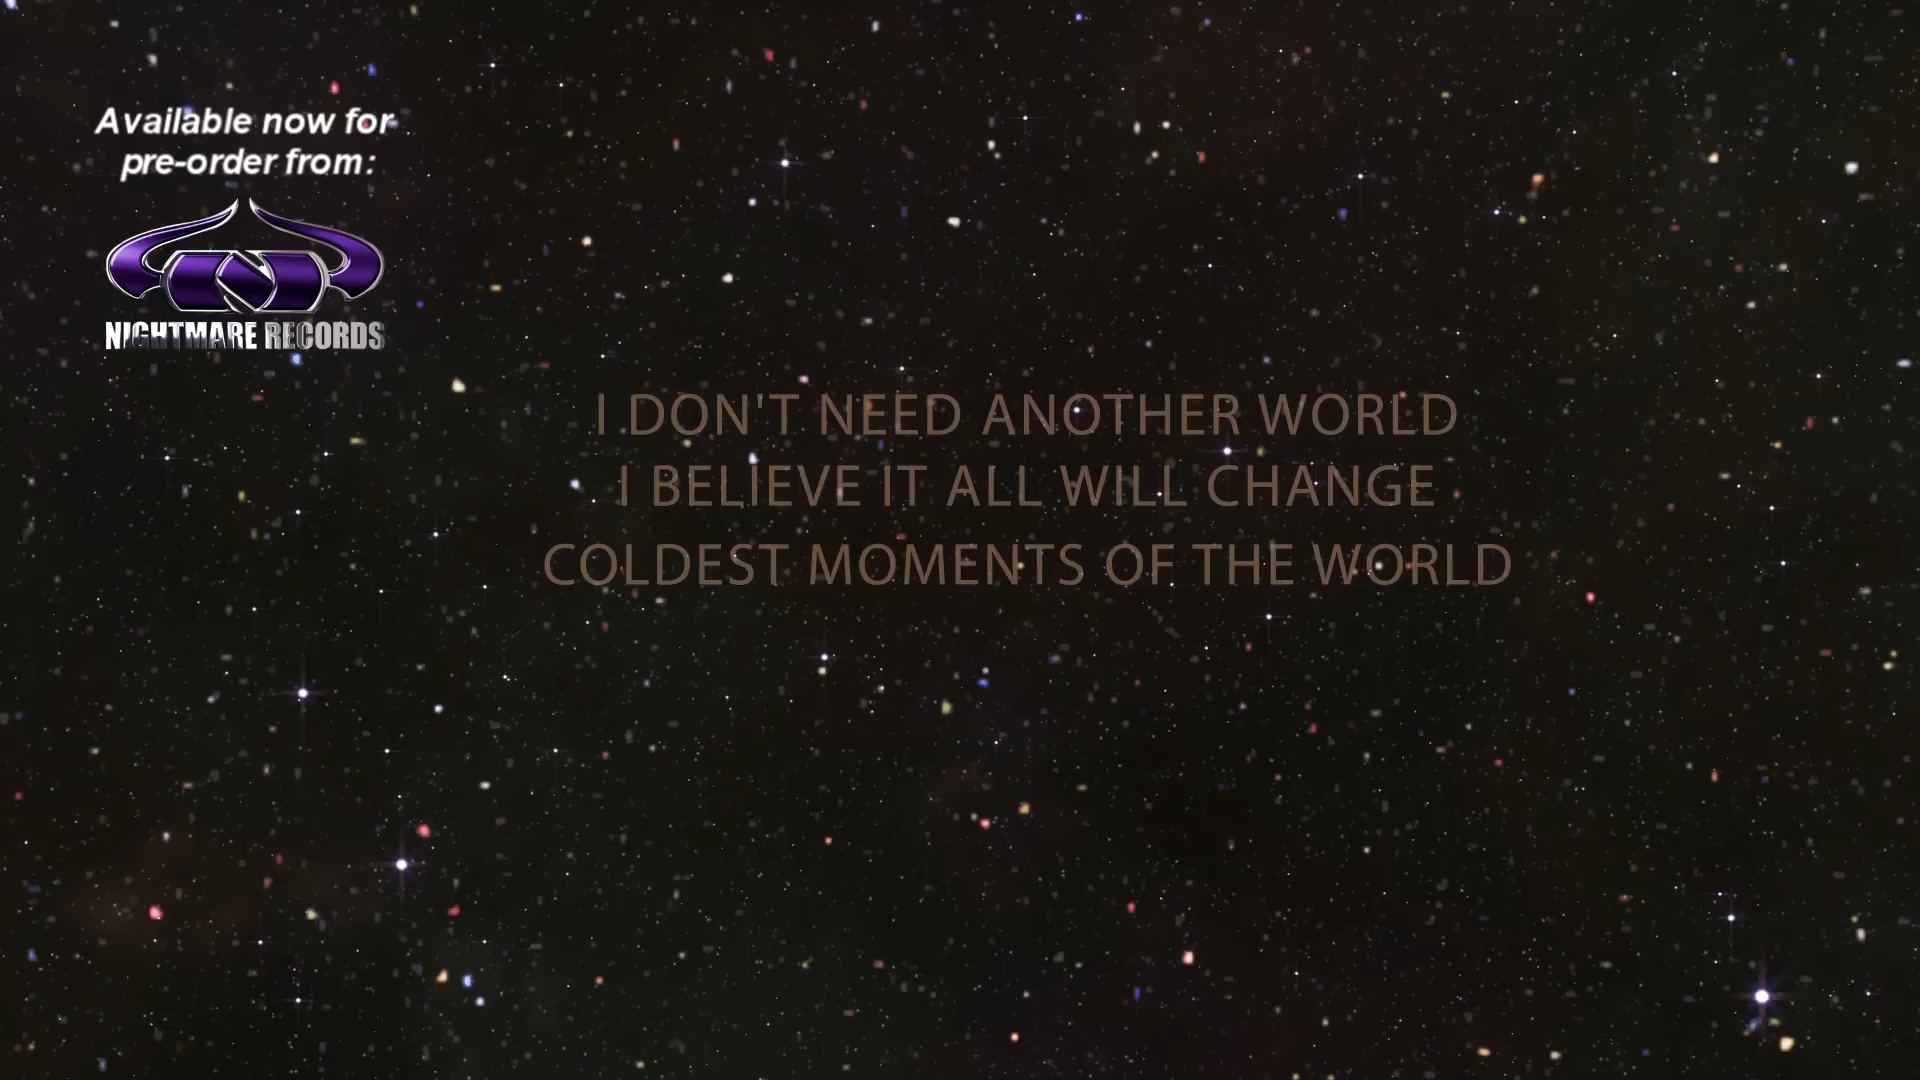 Available now for
pre-order from:
NIGHTMARE RECORDS
I DON'T NEED ANOTHER WORLD
I BELIEVE IT ALL WILL CHANGE
COLDEST MOMENTS OF THE WORLD